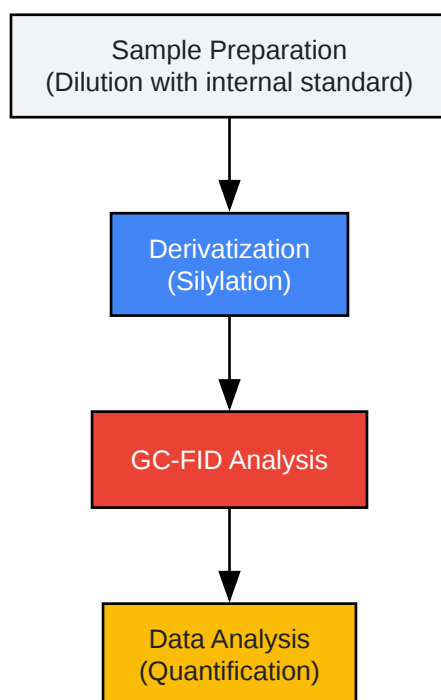 Sample Preparation
(Dilution with internal standard)
Derivatization
(Silylation)
GC-FID Analysis
Data Analysis
(Quantification)